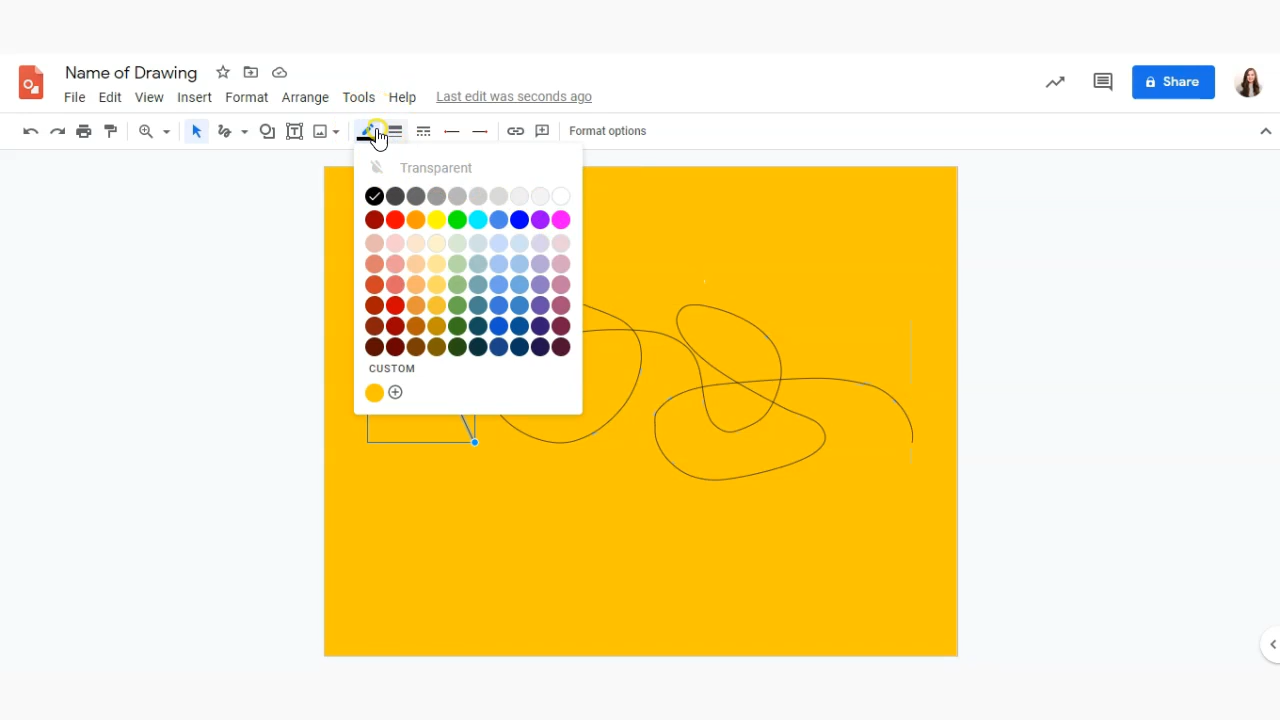 Name of Drawing
File Edit View Insert Format Arrange Tools Help Last edit was seconds ago
Share
Format options
Transparent
CUSTOM